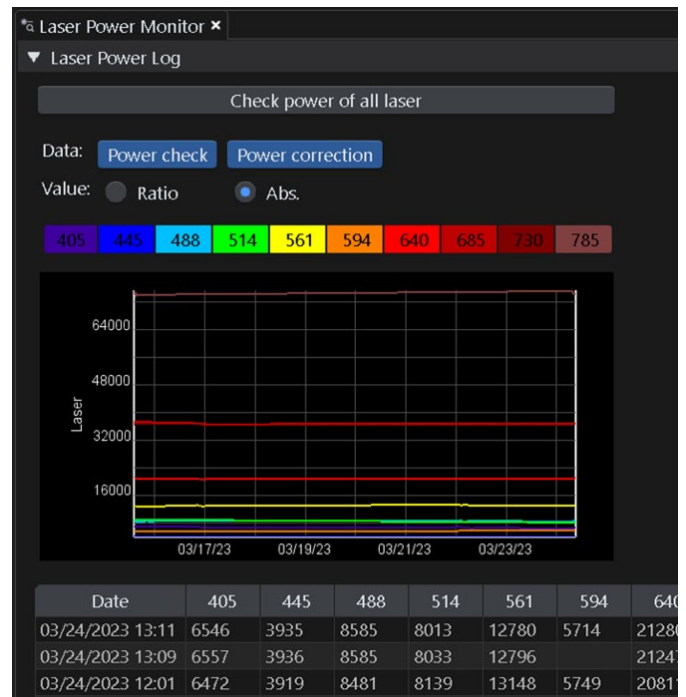 Laser Power Monitor ×
▼ Laser Power Log
Check power of all laser
Data: Power check Power correction
Value: Ratio Abs.
405 445 488 514 561 594 640 685 730 785
64000
48000
Laser
32000
16000
03/17/23 03/19/23 03/21/23 03/23/23
Date 405 445 488 514 561 594 640
03/24/2023 13:11 6546 3935 8585 8013 12780 5714 21280
03/24/2023 13:09 6557 3936 8585 8033 12796 21247
03/24/2023 12:01 6472 3919 8481 8139 13148 5749 20811